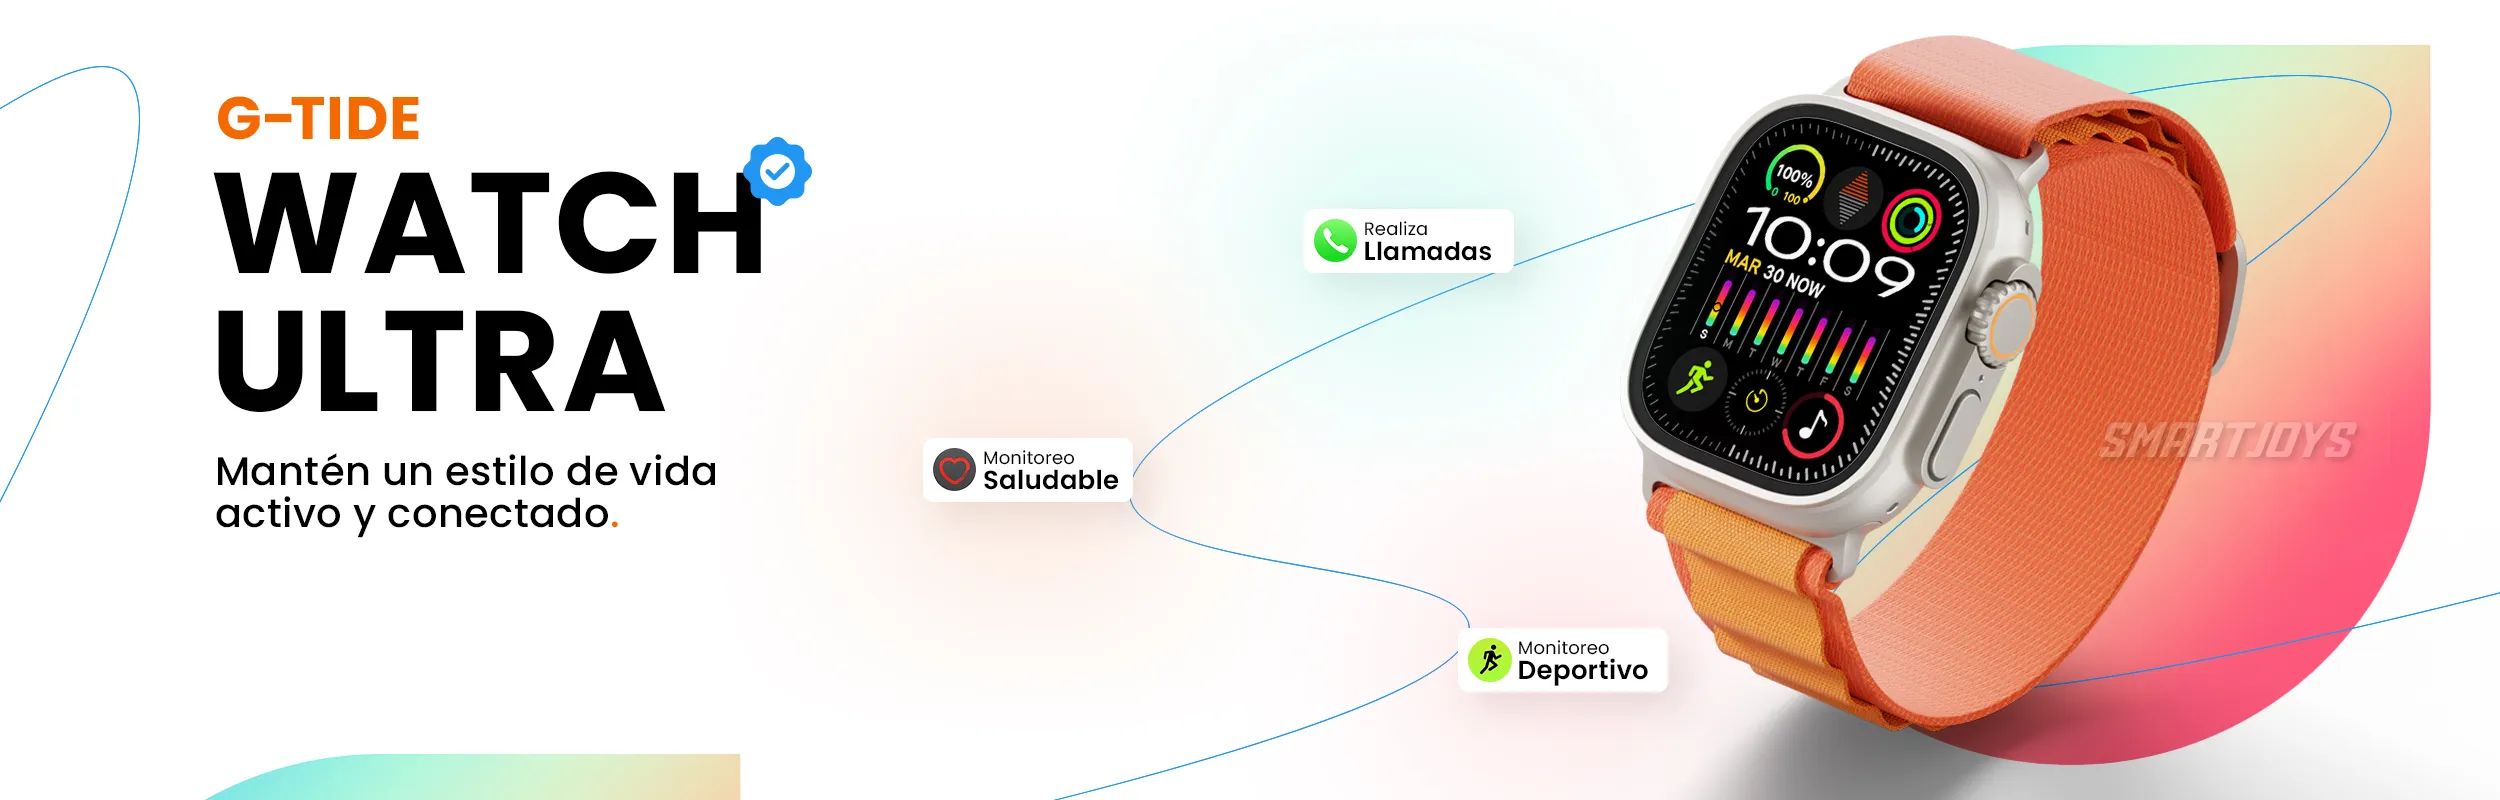 G-TIDE
WATCH
ULTRA
Mantén un estilo de vida
activo y conectado.
Realiza
Llamadas
Monitoreo
Saludable
Monitoreo
Deportivo
100%
0 100
10:09
MAR 30 NOW
S M T W T F S
SMARTJOYS